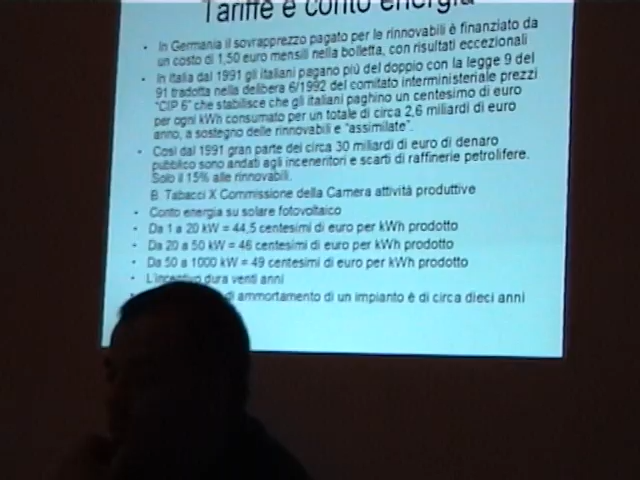 Tariffe e conto energia
• In Germania il sovrapprezzo pagato per le rinnovabili è finanziato da
un costo di 1,50 euro mensili nella bolletta, con risultati eccezionali
• In Italia dal 1991 gli italiani pagano più del doppio con la legge 9 del
91 tradotta nella delibera 6/1992 del comitato interministeriale prezzi
"CIP 6" che stabilisce che gli italiani paghino un centesimo di euro
per ogni kWh consumato per un totale di circa 2,6 miliardi di euro
anno, a sostegno delle rinnovabili e "assimilate".
• Così dal 1991 gran parte dei circa 30 miliardi di euro di denaro
pubblico sono andati agli inceneritori e scarti di raffinerie petrolifere.
Solo il 15% alle rinnovabili.
B. Tabacci X Commissione della Camera attività produttive
• Conto energia su solare fotovoltaico
• Da 1 a 20 kW = 44,5 centesimi di euro per kWh prodotto
• Da 20 a 50 kW = 46 centesimi di euro per kWh prodotto
• Da 50 a 1000 kW = 49 centesimi di euro per kWh prodotto
• L'incentivo dura venti anni
• di ammortamento di un impianto è di circa dieci anni